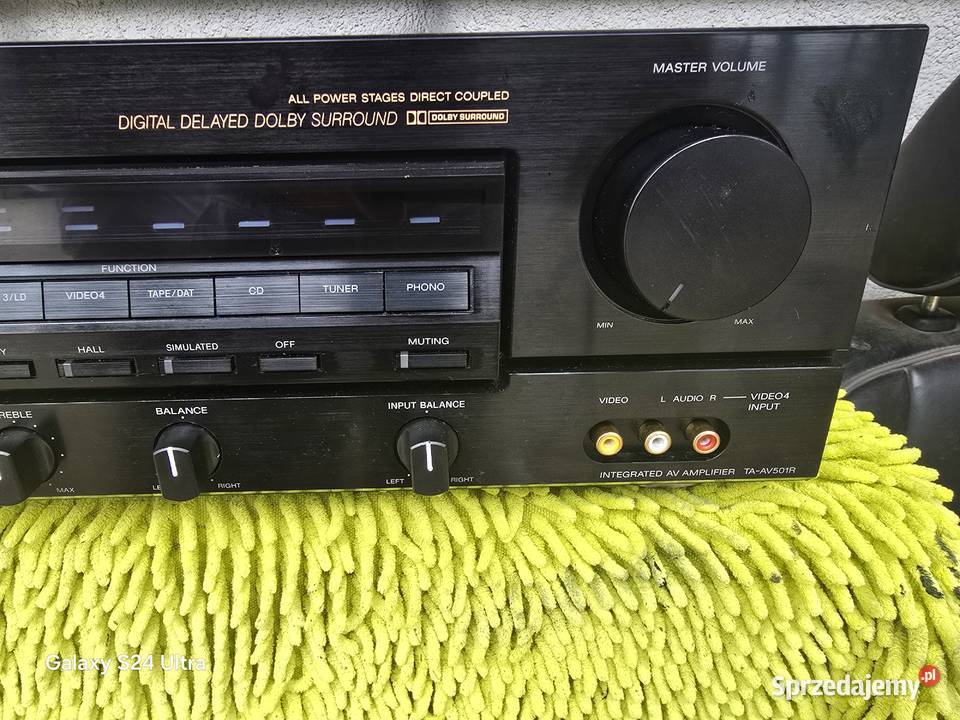 MASTER VOLUME
ALL POWER STAGES DIRECT COUPLED
DIGITAL DELAYED DOLBY SURROUND DOLBY SURROUND
FUNCTION
3/LD VIDEO4 TAPE/DAT CD TUNER PHONO
MIN MAX
Y HALL SIMULATED OFF MUTING
REBLE BALANCE INPUT BALANCE
VIDEO L AUDIO R VIDEO4
INPUT
MAX LE RIGHT LEFT RIGHT
INTEGRATED AV AMPLIFIER TA-AV501R
Galaxy S24 Ultra
Sprzedajemy.pl